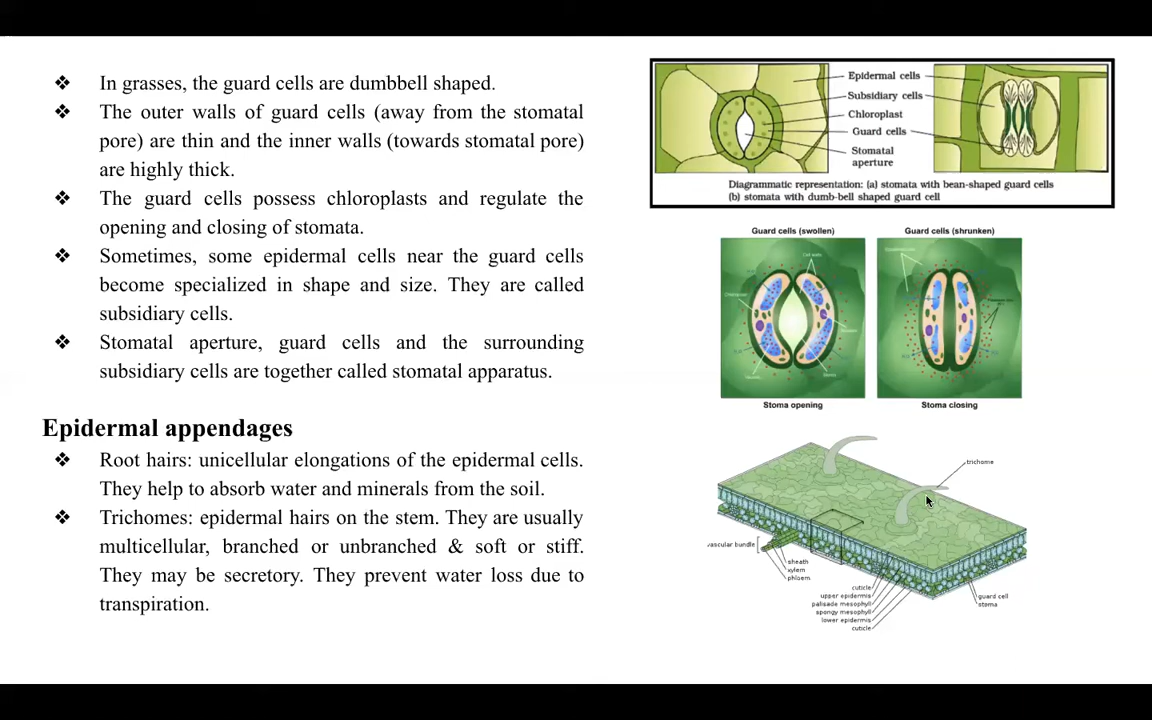 ❖ In grasses, the guard cells are dumbbell shaped.
❖ The outer walls of guard cells (away from the stomatal
pore) are thin and the inner walls (towards stomatal pore)
are highly thick.
❖ The guard cells possess chloroplasts and regulate the
opening and closing of stomata.
❖ Sometimes, some epidermal cells near the guard cells
become specialized in shape and size. They are called
subsidiary cells.
❖ Stomatal aperture, guard cells and the surrounding
subsidiary cells are together called stomatal apparatus.
Epidermal appendages
❖ Root hairs: unicellular elongations of the epidermal cells.
They help to absorb water and minerals from the soil.
❖ Trichomes: epidermal hairs on the stem. They are usually
multicellular, branched or unbranched & soft or stiff.
They may be secretory. They prevent water loss due to
transpiration.
Epidermal cells
Subsidiary cells
Chloroplast
Guard cells
Stomatal
aperture
Diagrammatic representation: (a) stomata with bean-shaped guard cells
(b) stomata with dumb-bell shaped guard cell
Guard cells (swollen)
Guard cells (shrunken)
Stoma opening
Stoma closing
trichome
vascular bundle
sheath
xylem
phloem
cuticle
upper epidermis
palisade mesophyll
spongy mesophyll
lower epidermis
cuticle
guard cell
stoma